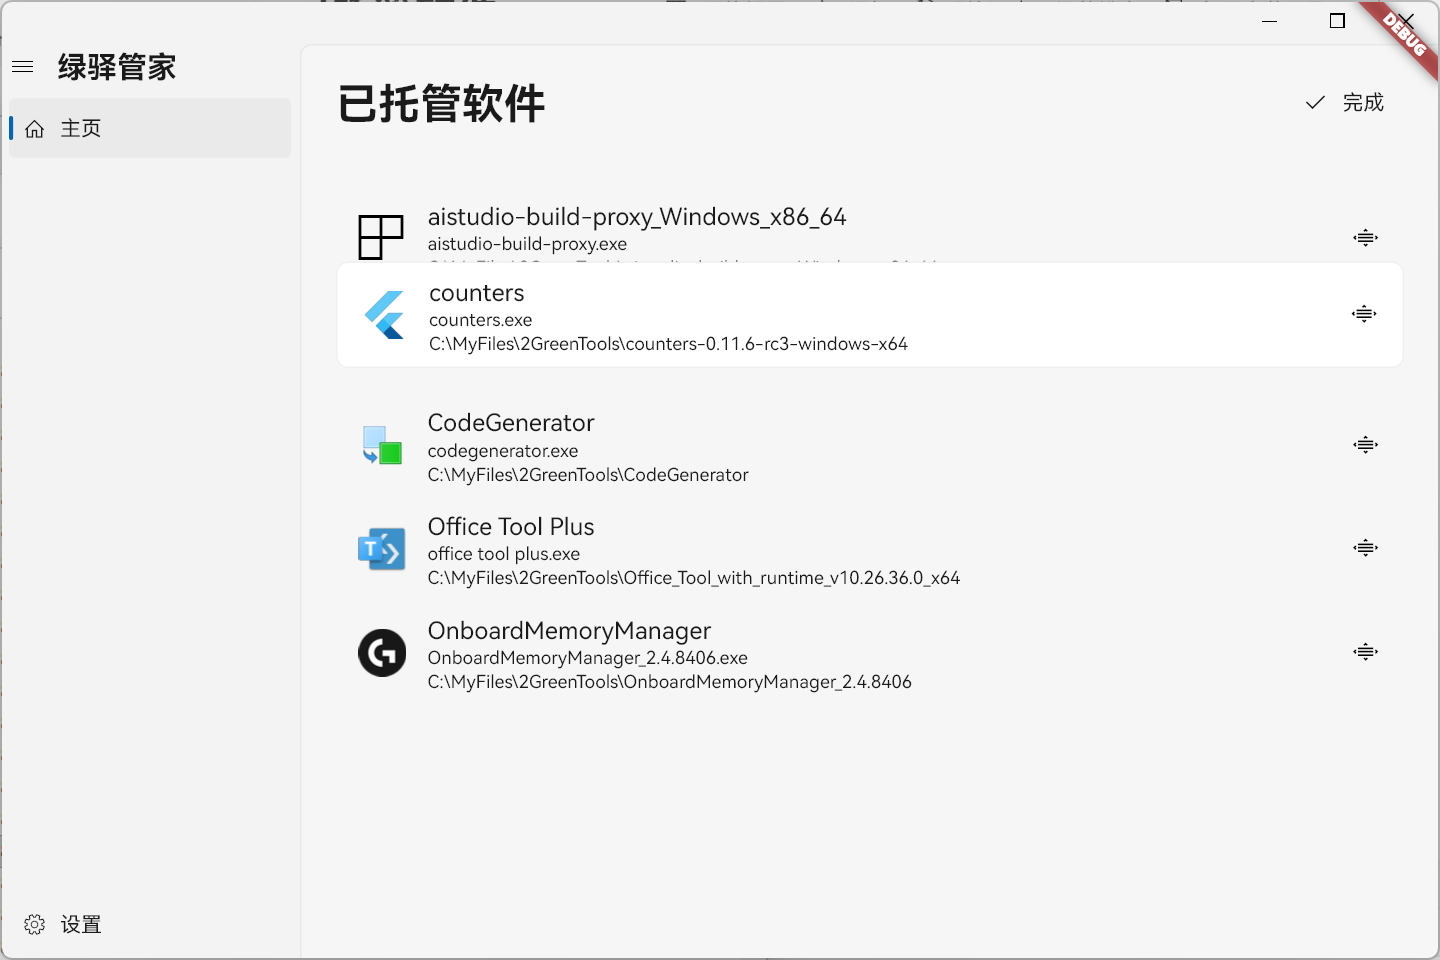 DEBUG
绿驿管家
主页
已托管软件
完成
aistudio-build-proxy_Windows_x86_64
aistudio-build-proxy.exe
counters
counters.exe
C:\MyFiles\2GreenTools\counters-0.11.6-rc3-windows-x64
CodeGenerator
codegenerator.exe
C:\MyFiles\2GreenTools\CodeGenerator
Office Tool Plus
office tool plus.exe
C:\MyFiles\2GreenTools\Office_Tool_with_runtime_v10.26.36.0_x64
OnboardMemoryManager
OnboardMemoryManager_2.4.8406.exe
C:\MyFiles\2GreenTools\OnboardMemoryManager_2.4.8406
设置